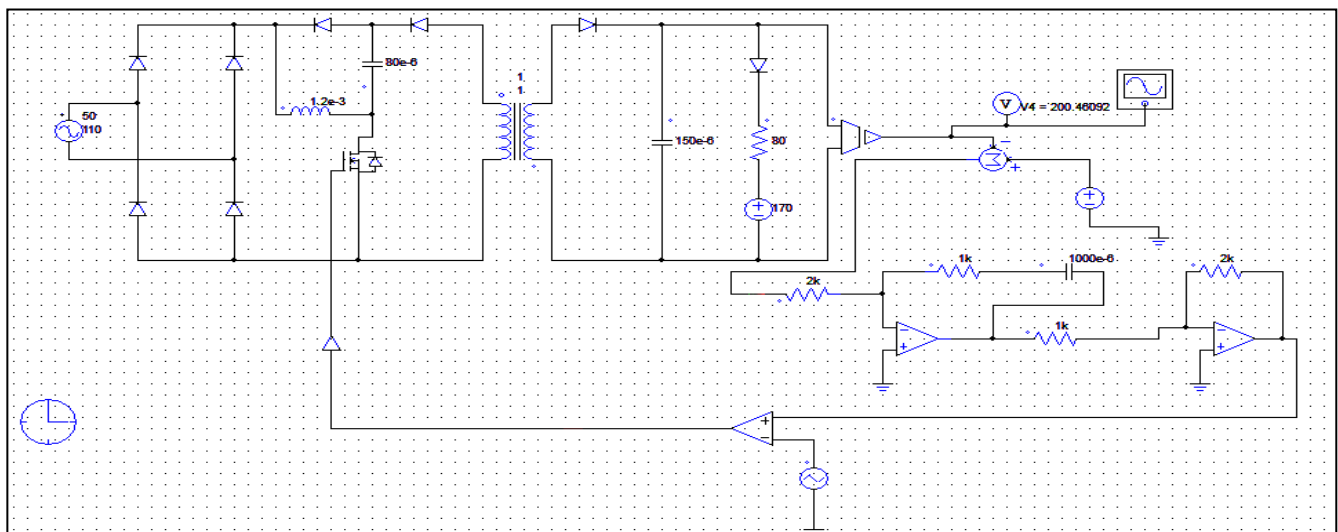 50
110
80e-6
1.2e-3
1
1
150e-6
80
170
V
V4 = 200.46092
Σ
2k
1k
1000e-6
1k
2k